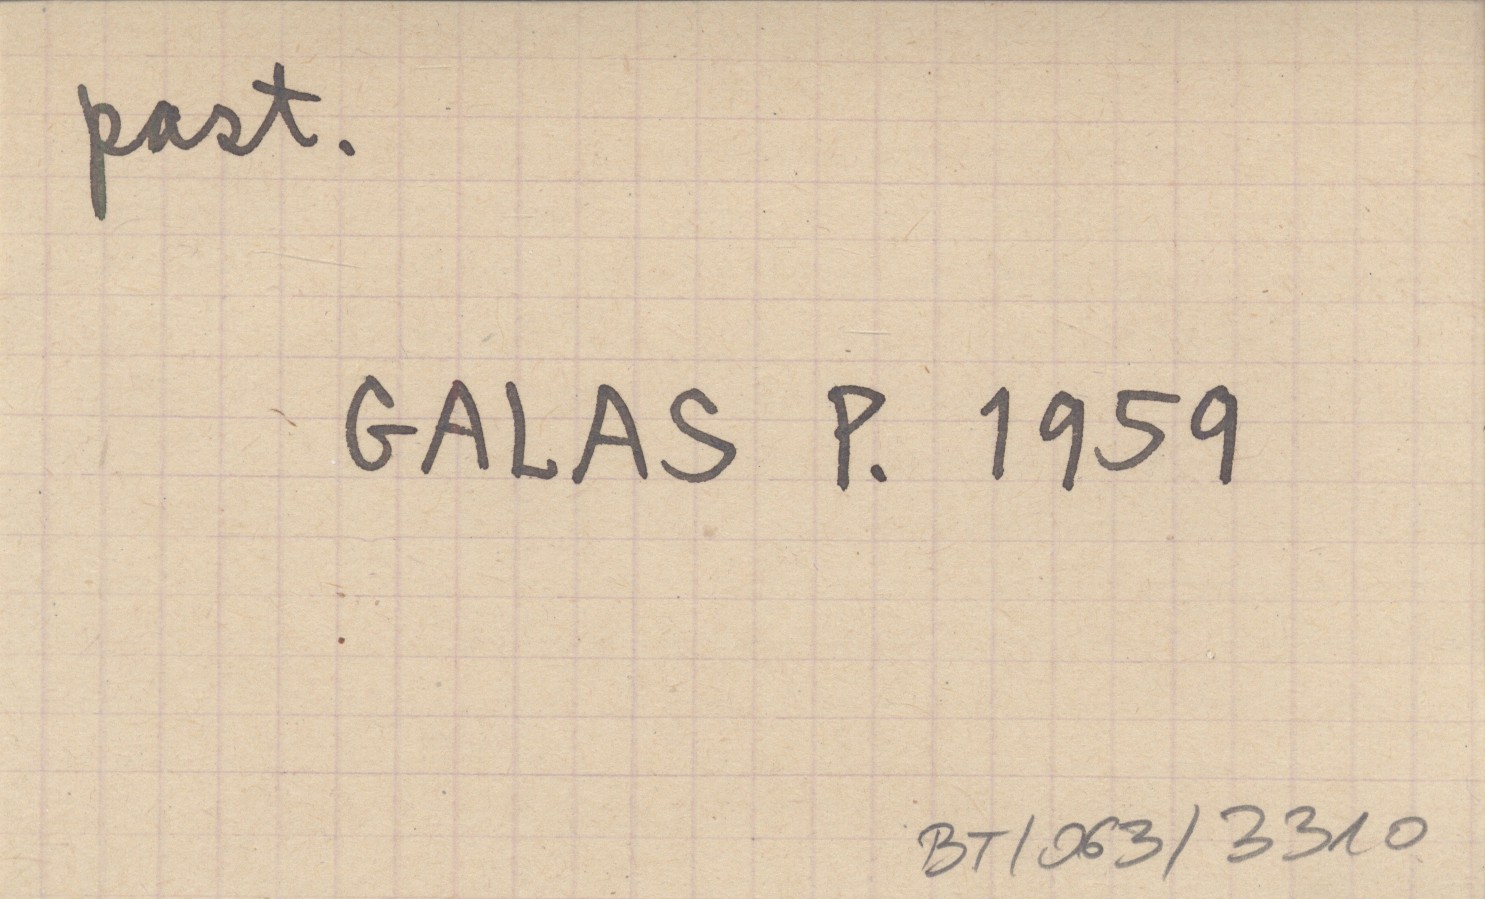 past.
GALAS P. 1959
BT/063/3310